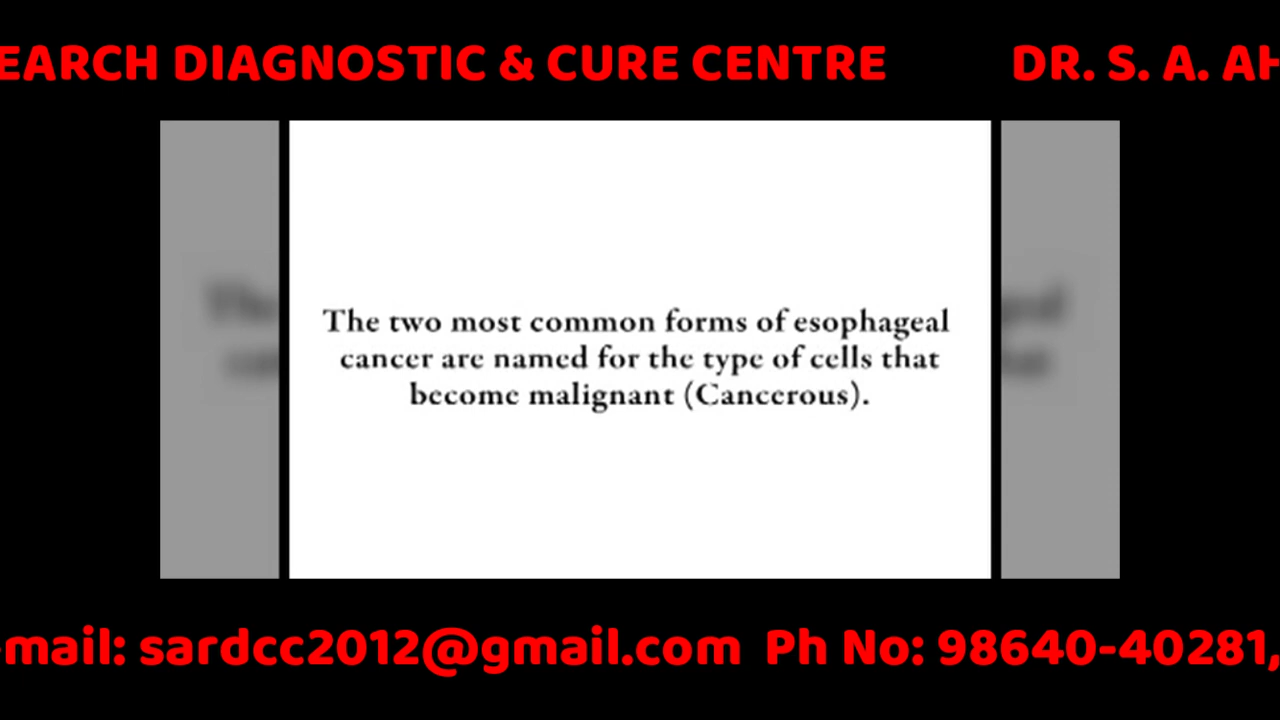 EARCH DIAGNOSTIC & CURE CENTRE DR. S. A. AH
The two most common forms of esophageal
cancer are named for the type of cells that
become malignant (Cancerous).
-mail: sardcc2012@gmail.com Ph No: 98640-40281,